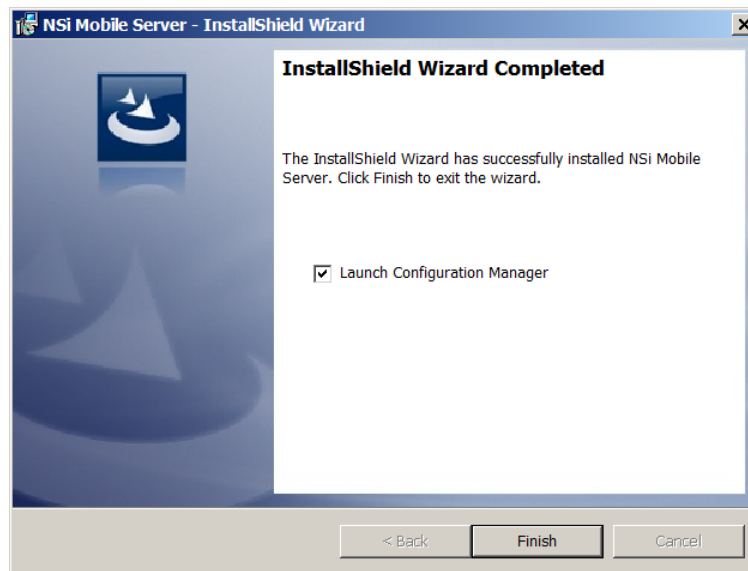 NSi Mobile Server - InstallShield Wizard
InstallShield Wizard Completed
The InstallShield Wizard has successfully installed NSi Mobile
Server. Click Finish to exit the wizard.
Launch Configuration Manager
< Back
Finish
Cancel